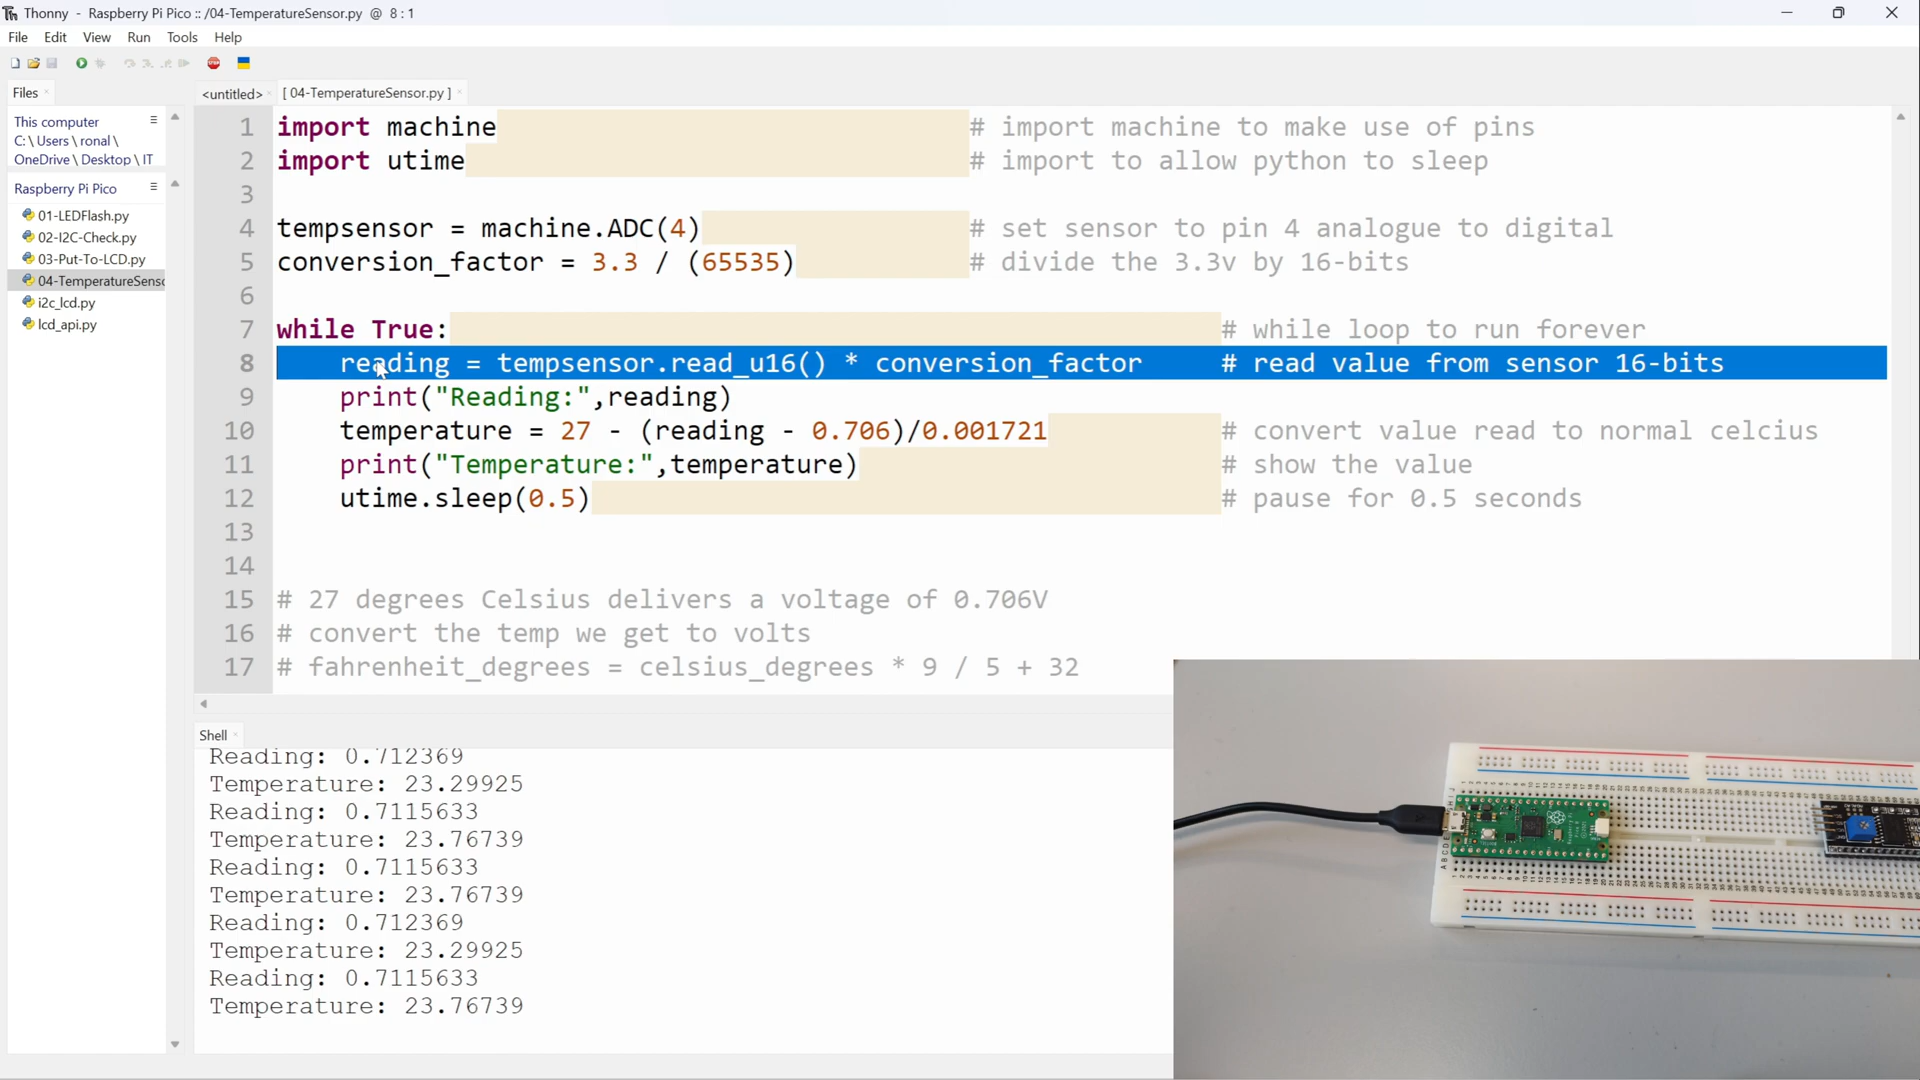 Thonny - Raspberry Pi Pico :: /04-TemperatureSensor.py @ 8:1
File Edit View Run Tools Help
Files
This computer
C:\Users\ronal\
OneDrive\Desktop\IT
Raspberry Pi Pico
01-LEDFlash.py
02-I2C-Check.py
03-Put-To-LCD.py
04-TemperatureSensc
i2c_lcd.py
lcd_api.py
<untitled> [ 04-TemperatureSensor.py ]
1 import machine # import machine to make use of pins
2 import utime # import to allow python to sleep
3
4 tempsensor = machine.ADC(4) # set sensor to pin 4 analogue to digital
5 conversion_factor = 3.3 / (65535) # divide the 3.3v by 16-bits
6
7 while True: # while loop to run forever
8 reading = tempsensor.read_u16() * conversion_factor # read value from sensor 16-bits
9 print("Reading:",reading)
10 temperature = 27 - (reading - 0.706)/0.001721 # convert value read to normal celcius
11 print("Temperature:",temperature) # show the value
12 utime.sleep(0.5) # pause for 0.5 seconds
13
14
15 # 27 degrees Celsius delivers a voltage of 0.706V
16 # convert the temp we get to volts
17 # fahrenheit_degrees = celsius_degrees * 9 / 5 + 32
Shell
Reading: 0.712369
Temperature: 23.29925
Reading: 0.7115633
Temperature: 23.76739
Reading: 0.7115633
Temperature: 23.76739
Reading: 0.712369
Temperature: 23.29925
Reading: 0.7115633
Temperature: 23.76739